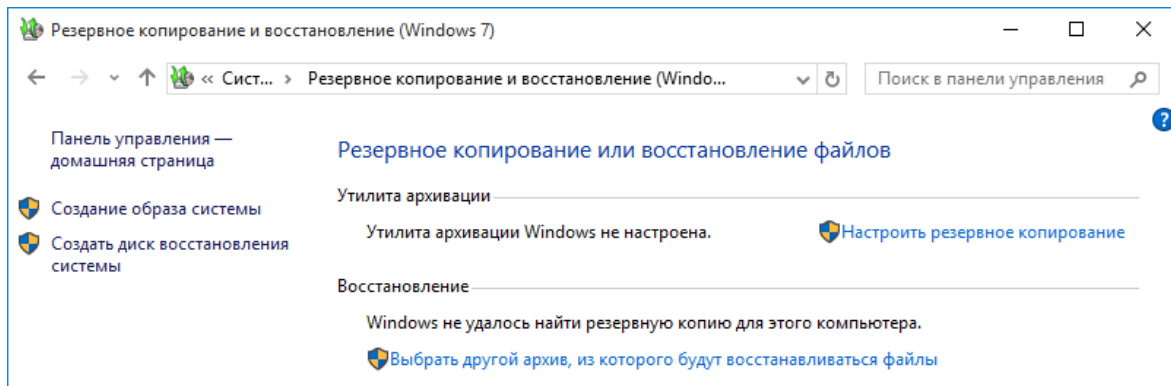 Резервное копирование и восстановление (Windows 7)
« Сист... › Резервное копирование и восстановление (Windo...
Поиск в панели управления
?
Панель управления —
домашняя страница
Создание образа системы
Создать диск восстановления
системы
Резервное копирование или восстановление файлов
Утилита архивации
Утилита архивации Windows не настроена.
Настроить резервное копирование
Восстановление
Windows не удалось найти резервную копию для этого компьютера.
Выбрать другой архив, из которого будут восстанавливаться файлы